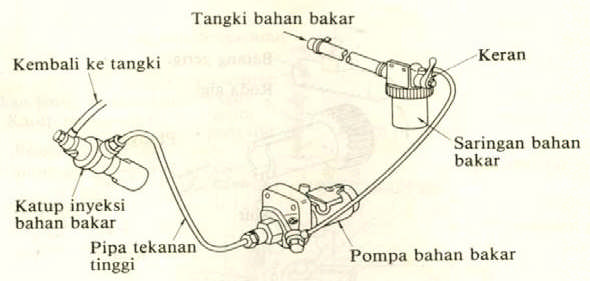 Tangki bahan bakar
Kembali ke tangki
Keran
Saringan bahan
bakar
Katup inyeksi
bahan bakar
Pipa tekanan
tinggi
Pompa bahan bakar